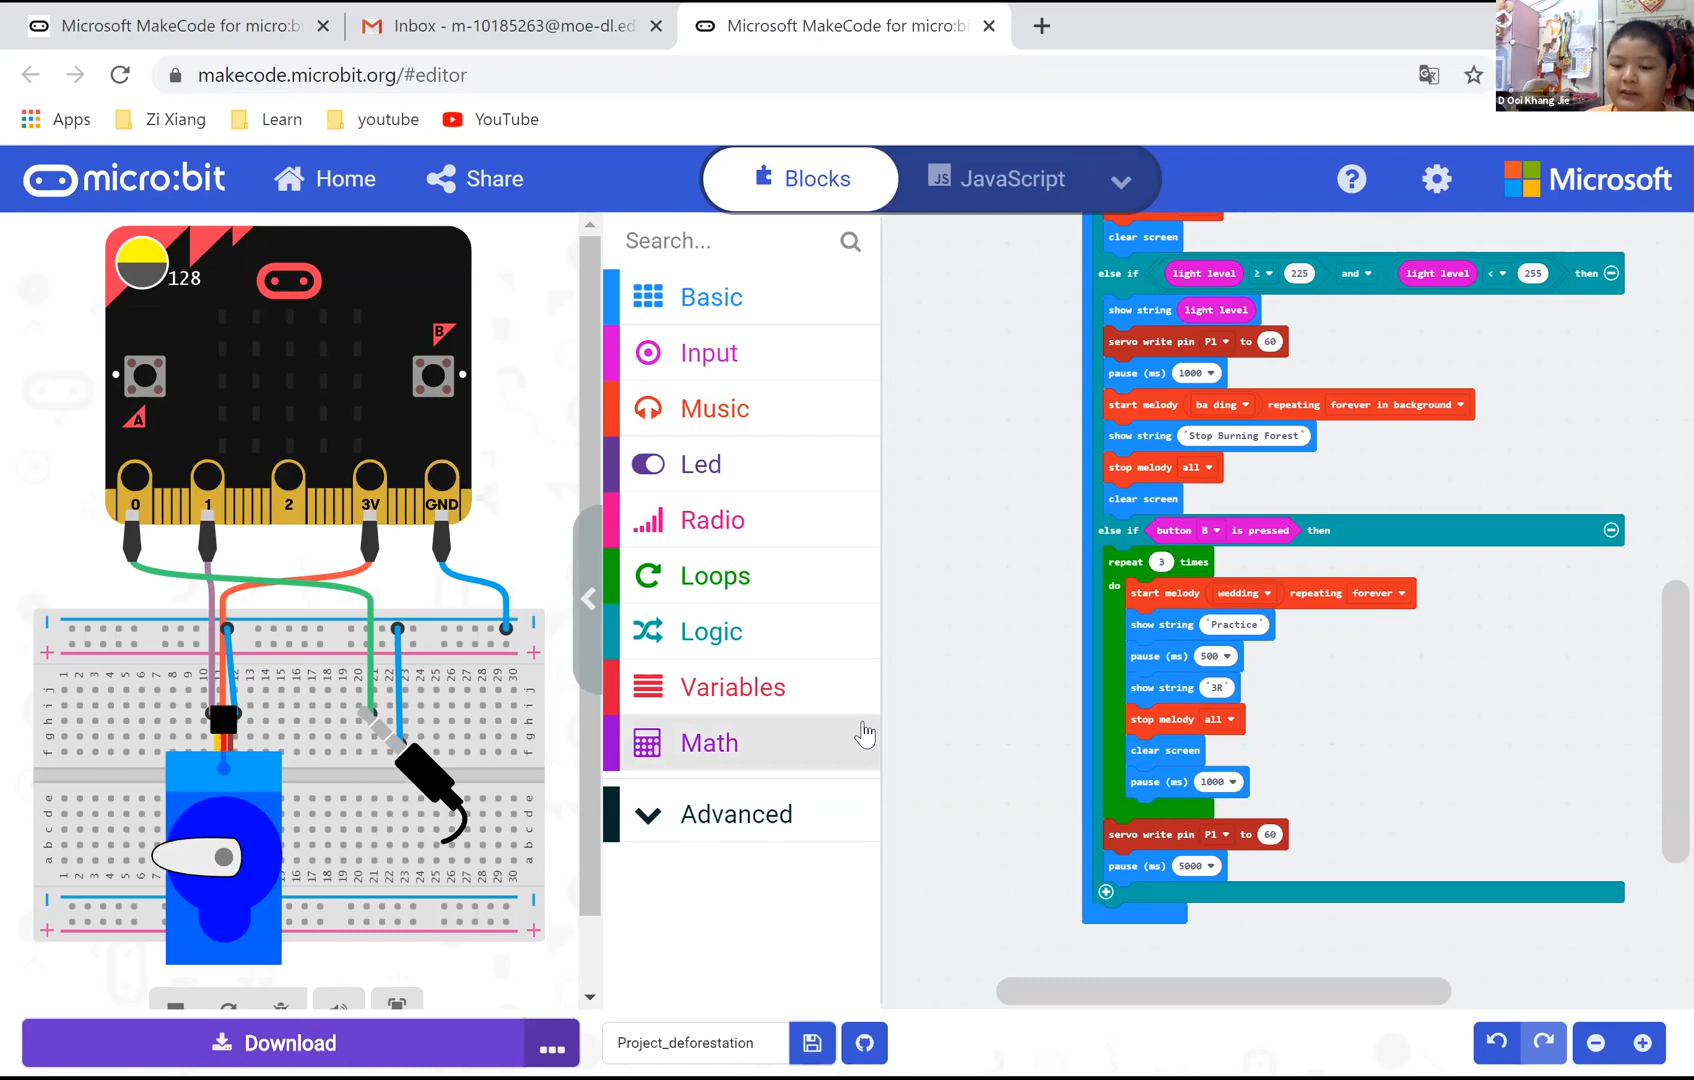 Microsoft MakeCode for micro:bi
Inbox - m-10185263@moe-dl.ed
Microsoft MakeCode for micro:bi
makecode.microbit.org/#editor
D Ooi Khang Jie
Apps
Zi Xiang
Learn
youtube
YouTube
micro:bit
Home
Share
Blocks
JS JavaScript
Microsoft
128
B
A
0 1 2 3V GND
Search...
Basic
Input
Music
Led
Radio
Loops
Logic
Variables
Math
Advanced
clear screen
else if light level ≥ 225 and light level < 255 then
show string light level
servo write pin P1 to 60
pause (ms) 1000
start melody ba ding repeating forever in background
show string "Stop Burning Forest"
stop melody all
clear screen
else if button B is pressed then
repeat 3 times
do
start melody wedding repeating forever
show string "Practice"
pause (ms) 500
show string "3R"
stop melody all
clear screen
pause (ms) 1000
servo write pin P1 to 60
pause (ms) 5000
Download
Project_deforestation